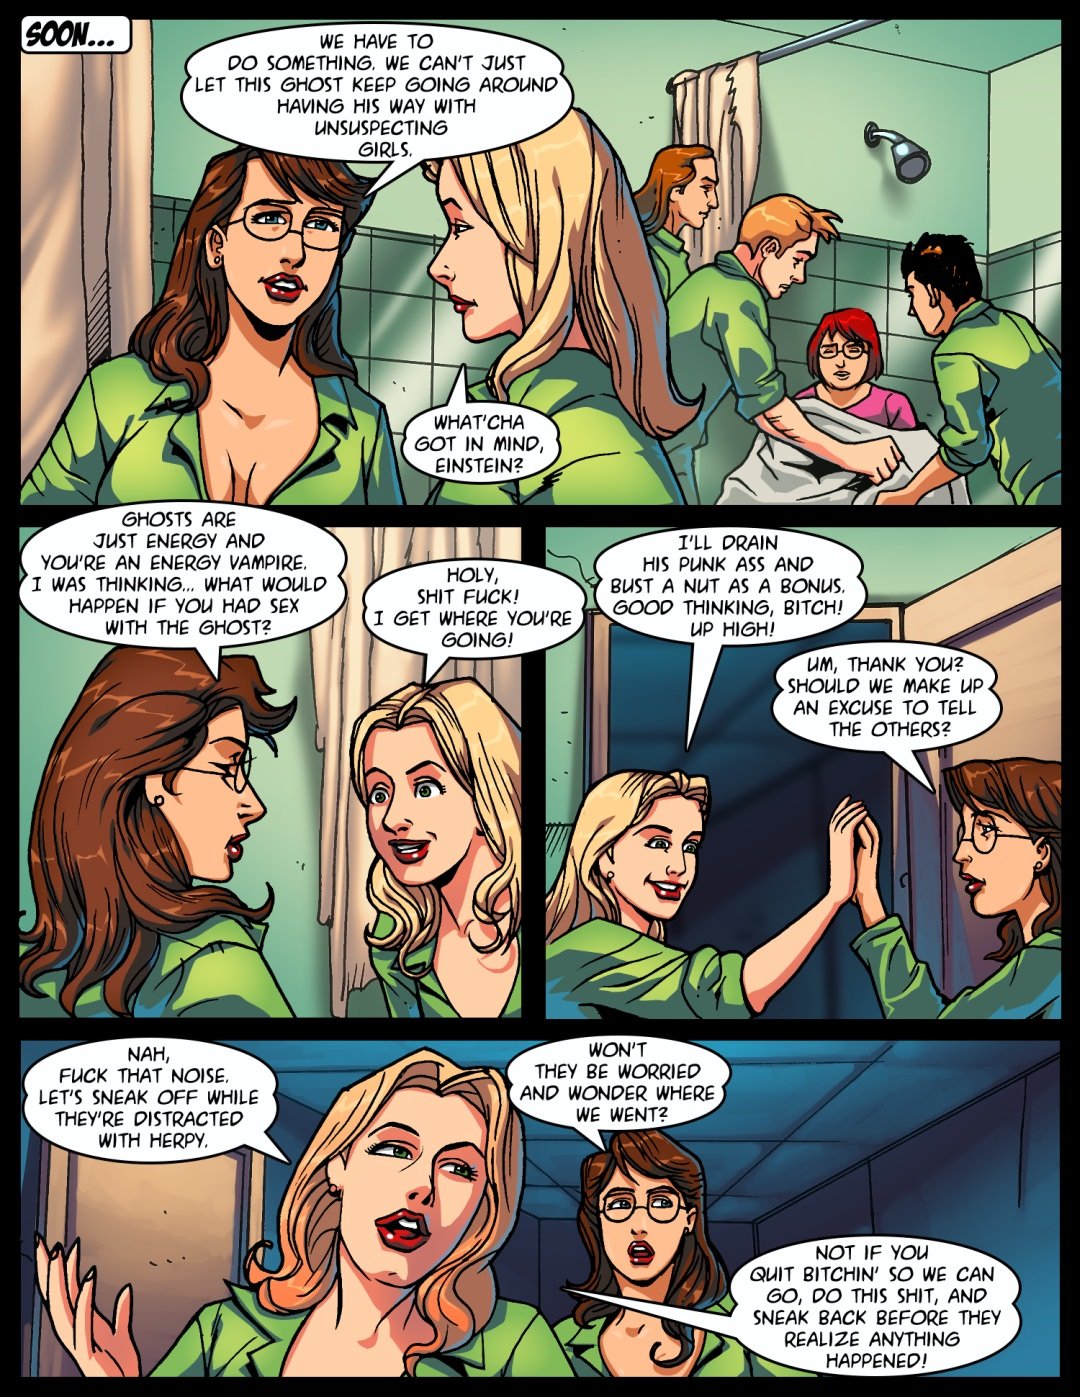 SOON...
WE HAVE TO
DO SOMETHING. WE CAN'T JUST
LET THIS GHOST KEEP GOING AROUND
HAVING HIS WAY WITH
UNSUSPECTING
GIRLS.
WHAT'CHA
GOT IN MIND,
EINSTEIN?
GHOSTS ARE
JUST ENERGY AND
YOU'RE AN ENERGY VAMPIRE.
I WAS THINKING... WHAT WOULD
HAPPEN IF YOU HAD SEX
WITH THE GHOST?
HOLY,
SHIT FUCK!
I GET WHERE YOU'RE
GOING!
I'LL DRAIN
HIS PUNK ASS AND
BUST A NUT AS A BONUS.
GOOD THINKING, BITCH!
UP HIGH!
UM, THANK YOU?
SHOULD WE MAKE UP
AN EXCUSE TO TELL
THE OTHERS?
NAH,
FUCK THAT NOISE.
LET'S SNEAK OFF WHILE
THEY'RE DISTRACTED
WITH HERPY.
WON'T
THEY BE WORRIED
AND WONDER WHERE
WE WENT?
NOT IF YOU
QUIT BITCHIN' SO WE CAN
GO, DO THIS SHIT, AND
SNEAK BACK BEFORE THEY
REALIZE ANYTHING
HAPPENED!